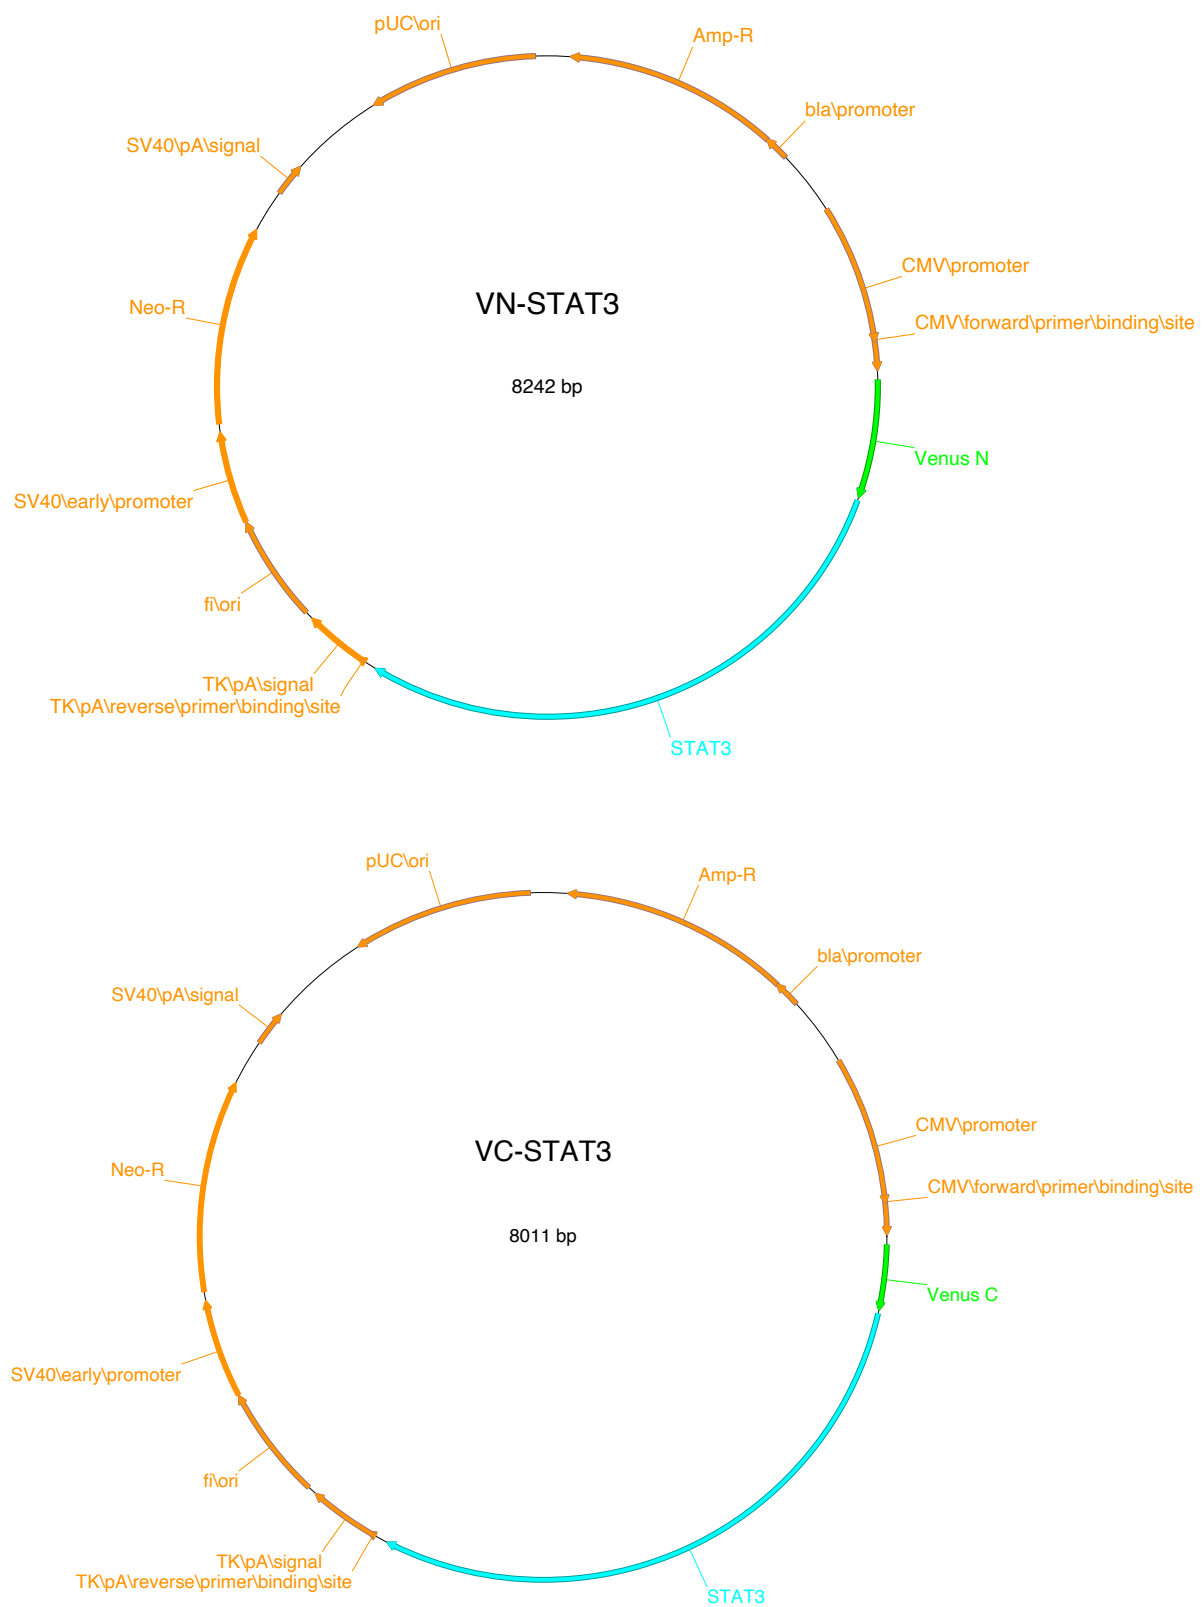 pUC\ori
Amp-R
bla\promoter
SV40\pA\signal
CMV\promoter
VN-STAT3
Neo-R
CMV\forward\primer\binding\site
8242 bp
Venus N
SV40\early\promoter
fi\ori
TK\pA\signal
TK\pA\reverse\primer\binding\site
STAT3
pUC\ori
Amp-R
bla\promoter
SV40\pA\signal
CMV\promoter
VC-STAT3
Neo-R
CMV\forward\primer\binding\site
8011 bp
Venus C
SV40\early\promoter
fi\ori
TK\pA\signal
TK\pA\reverse\primer\binding\site
STAT3